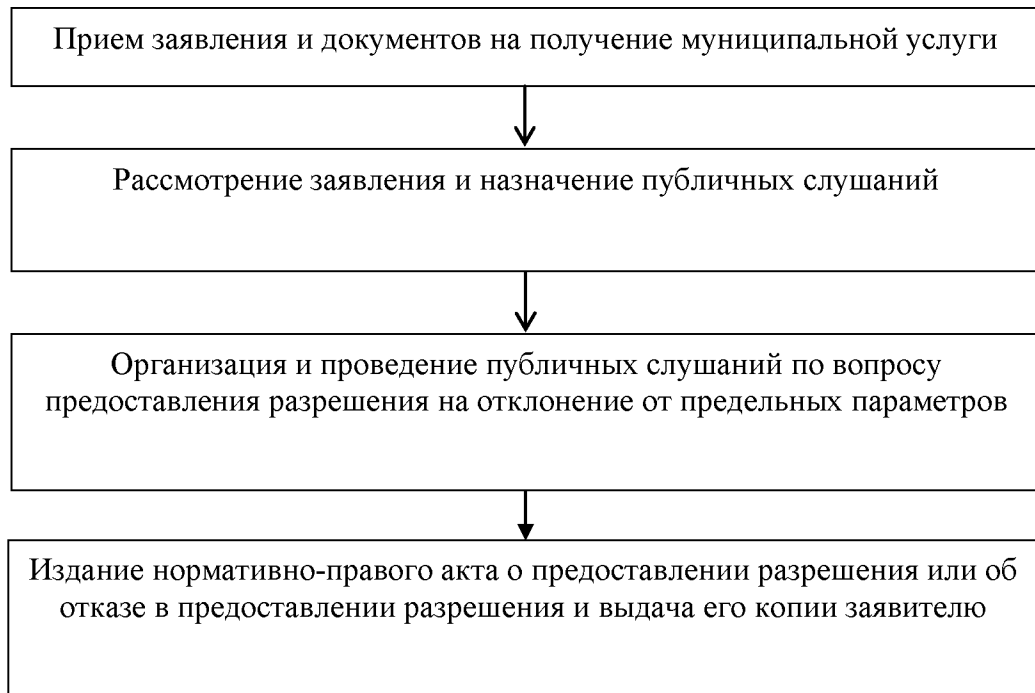 Прием заявления и документов на получение муниципальной услуги
Рассмотрение заявления и назначение публичных слушаний
Организация и проведение публичных слушаний по вопросу
предоставления разрешения на отклонение от предельных параметров
Издание нормативно-правого акта о предоставлении разрешения или об
отказе в предоставлении разрешения и выдача его копии заявителю